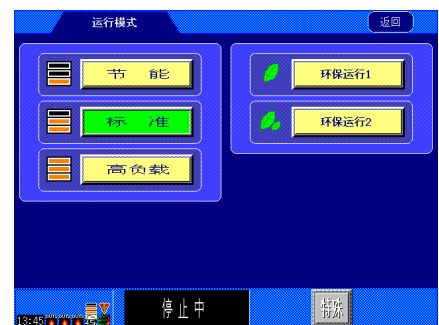 运行模式
返回
节 能
标 准
高负载
环保运行1
环保运行2
13:45
停止中
特殊